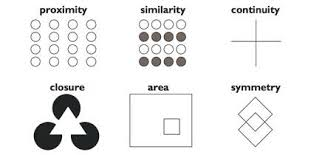 proximity
similarity
continuity
closure
area
symmetry